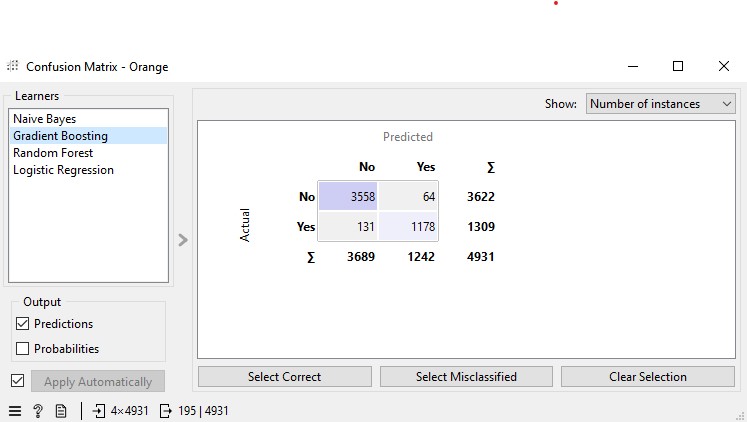 Confusion Matrix - Orange
Learners
Naive Bayes
Gradient Boosting
Random Forest
Logistic Regression
Output
Predictions
Probabilities
Apply Automatically
Show: Number of instances
Predicted
No Yes Σ
Actual
No 3558 64 3622
Yes 131 1178 1309
Σ 3689 1242 4931
Select Correct Select Misclassified Clear Selection
? 4×4931 195 | 4931